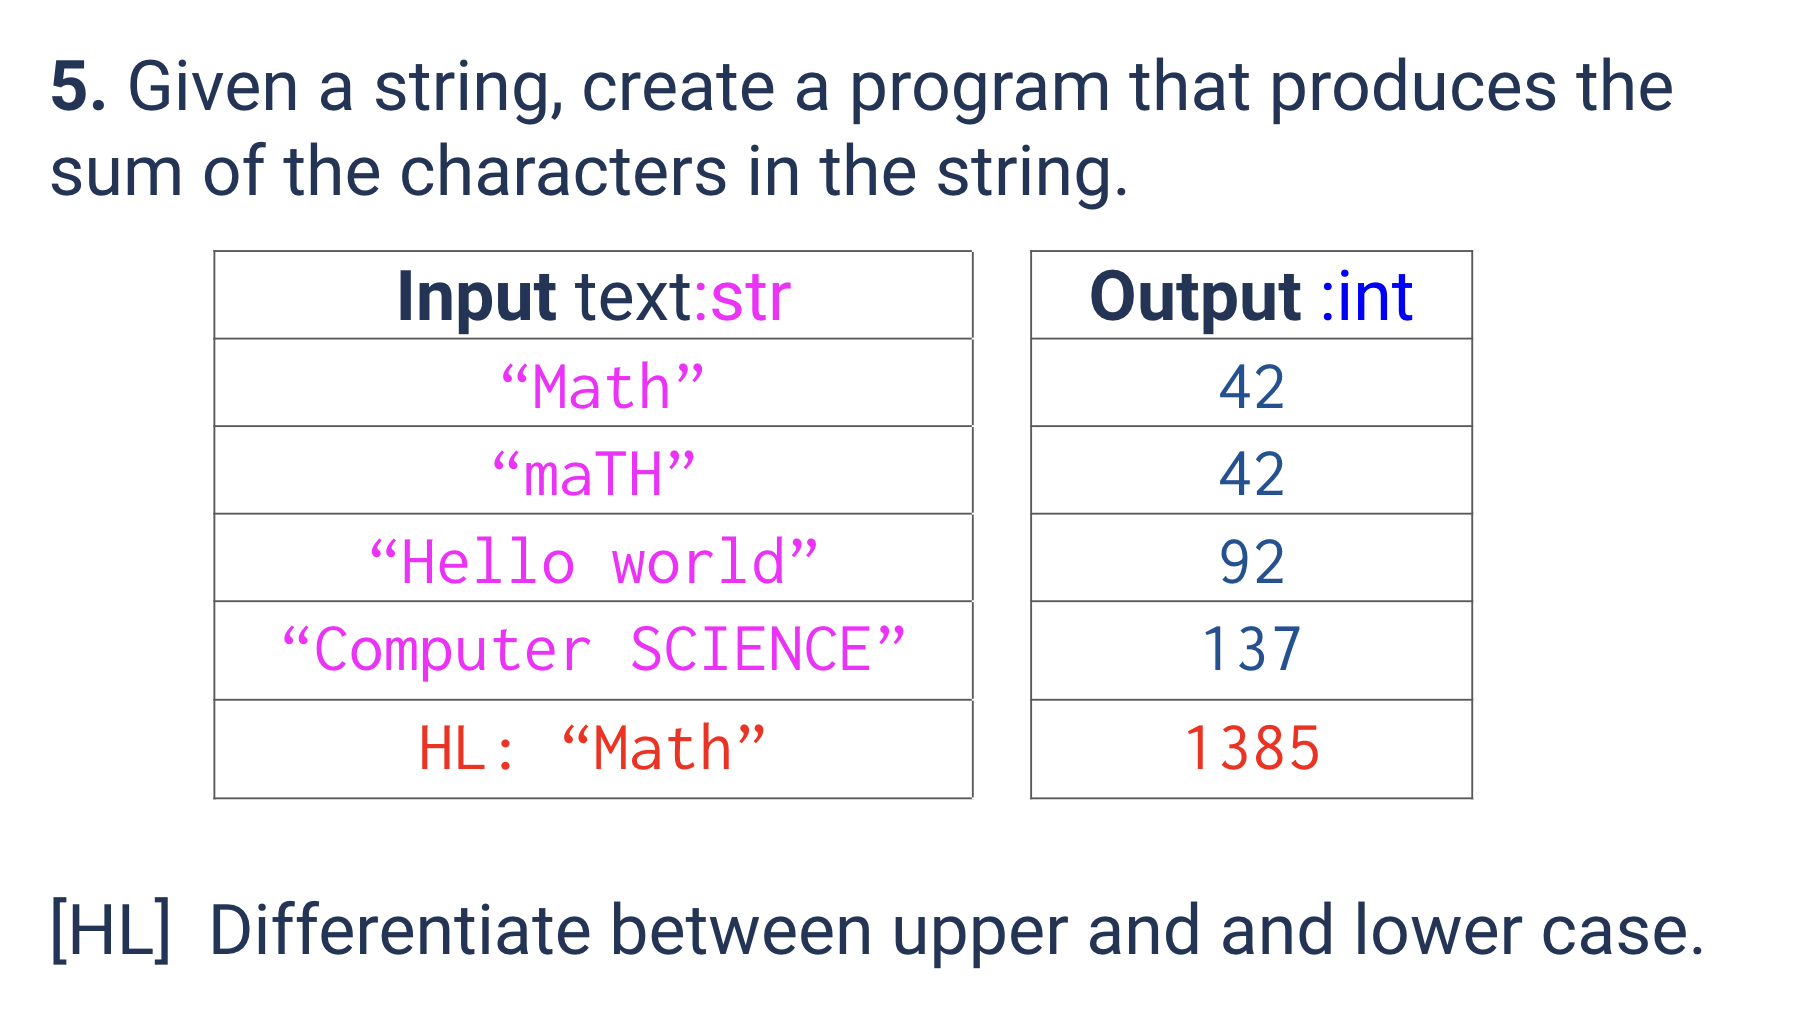 5. Given a string, create a program that produces the
sum of the characters in the string.
Input text:str
Output :int
“Math”
42
“maTH”
42
“Hello world”
92
“Computer SCIENCE”
137
HL: “Math”
1385
[HL] Differentiate between upper and and lower case.